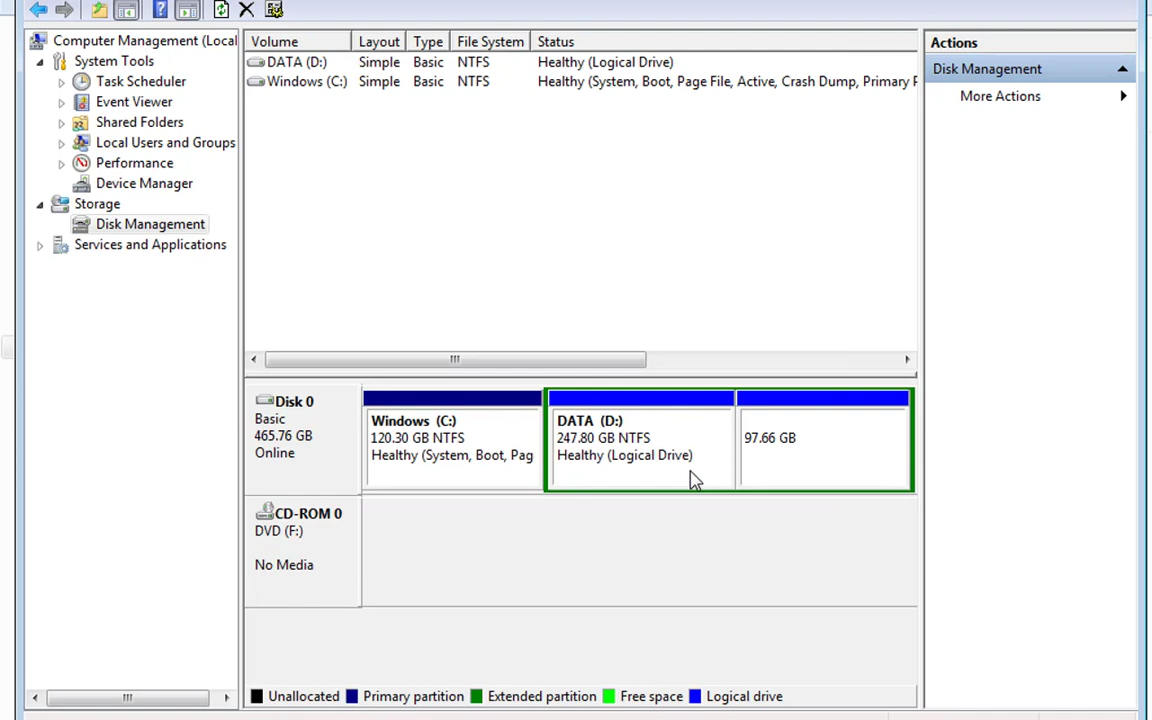 Computer Management (Local
System Tools
Task Scheduler
Event Viewer
Shared Folders
Local Users and Groups
Performance
Device Manager
Storage
Disk Management
Services and Applications
Volume Layout Type File System Status
DATA (D:) Simple Basic NTFS Healthy (Logical Drive)
Windows (C:) Simple Basic NTFS Healthy (System, Boot, Page File, Active, Crash Dump, Primary P
Disk 0
Basic
465.76 GB
Online
Windows (C:)
120.30 GB NTFS
Healthy (System, Boot, Pag
DATA (D:)
247.80 GB NTFS
Healthy (Logical Drive)
97.66 GB
CD-ROM 0
DVD (F:)
No Media
Unallocated Primary partition Extended partition Free space Logical drive
Actions
Disk Management
More Actions